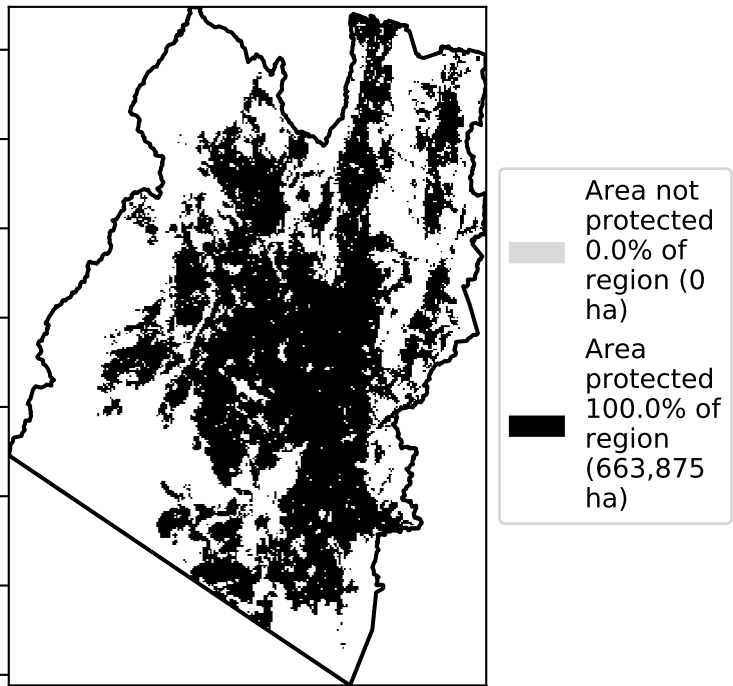 Area not
protected
0.0% of
region (0
ha)
Area
protected
100.0% of
region
(663,875
ha)